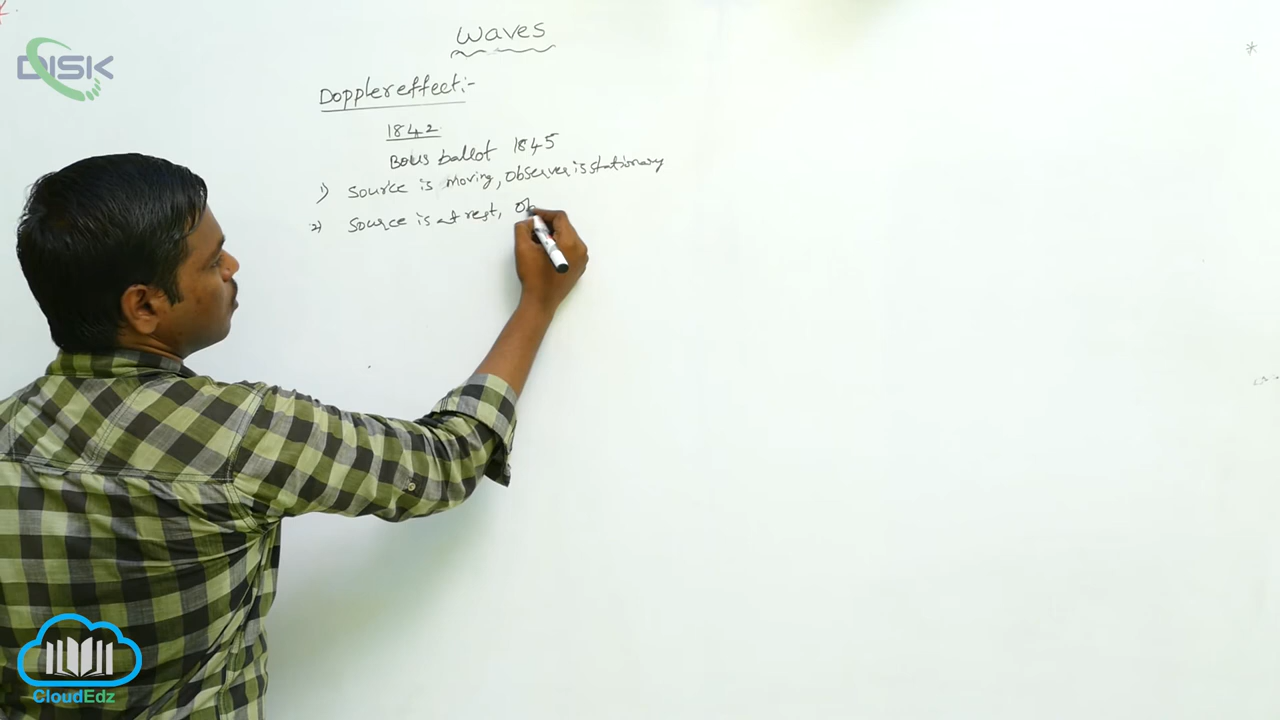 DISK
Waves
Doppler effect:-
1842
Bous ballot 1845
1) Source is moving, Observer is stationary
2) Source is at rest, Ob
CloudEdz